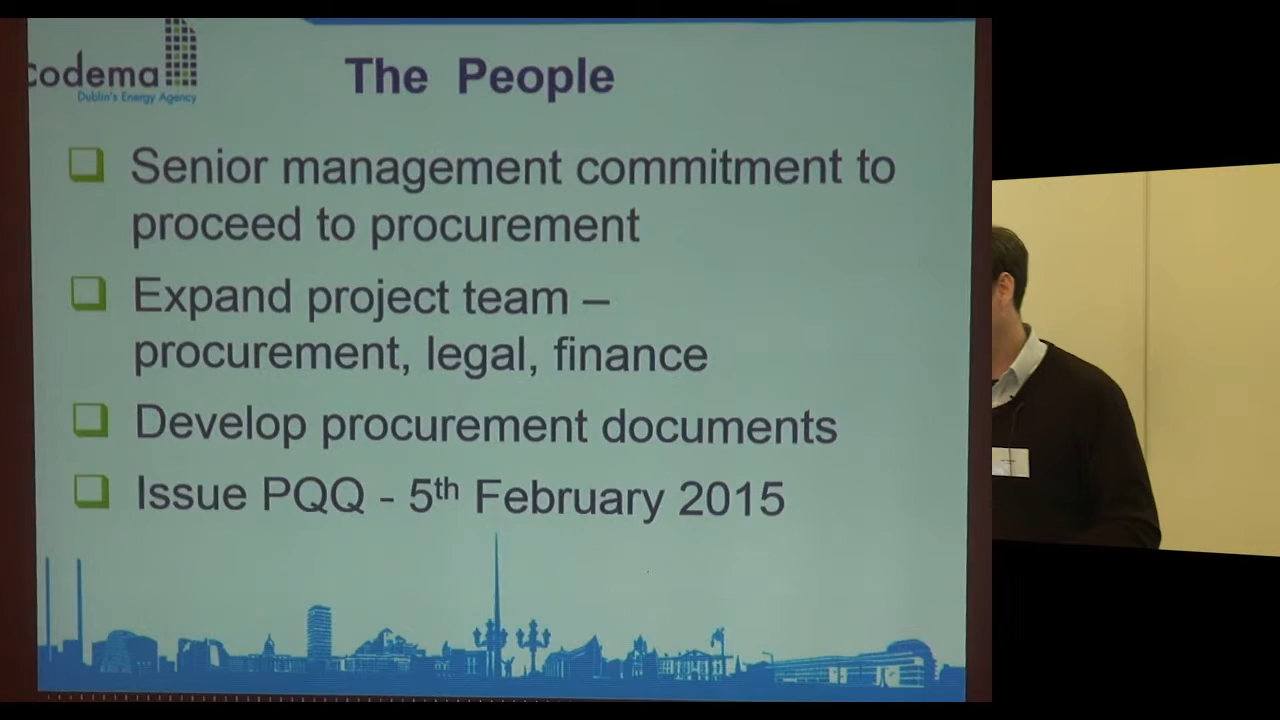 codema
Dublin's Energy Agency
The People
Senior management commitment to
proceed to procurement
Expand project team –
procurement, legal, finance
Develop procurement documents
Issue PQQ - 5th February 2015